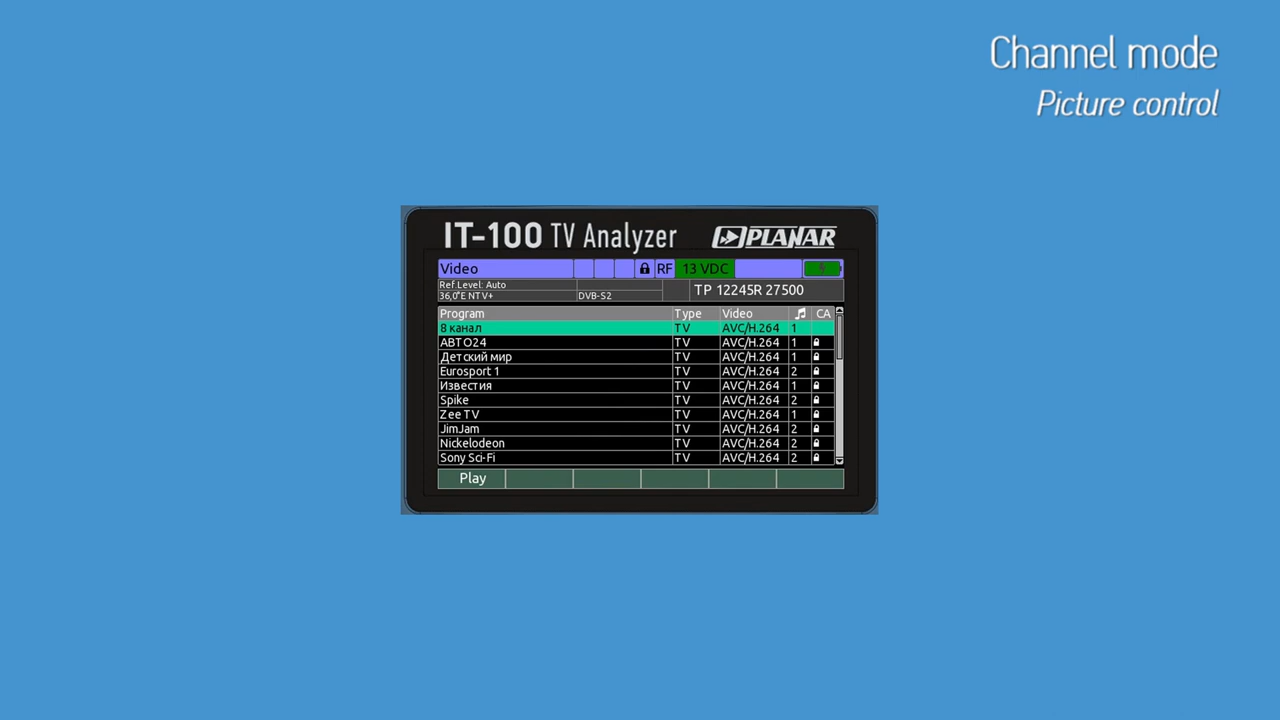 Channel mode
Picture control
IT-100 TV Analyzer PLANAR
Video RF 13 VDC
Ref.Level: Auto
36,0°E NTV+ DVB-S2 TP 12245R 27500
Program Type Video CA
8 канал TV AVC/H.264 1
АВТО24 TV AVC/H.264 1
Детский мир TV AVC/H.264 1
Eurosport 1 TV AVC/H.264 2
Известия TV AVC/H.264 1
Spike TV AVC/H.264 2
Zee TV TV AVC/H.264 1
JimJam TV AVC/H.264 2
Nickelodeon TV AVC/H.264 2
Sony Sci-Fi TV AVC/H.264 2
Play